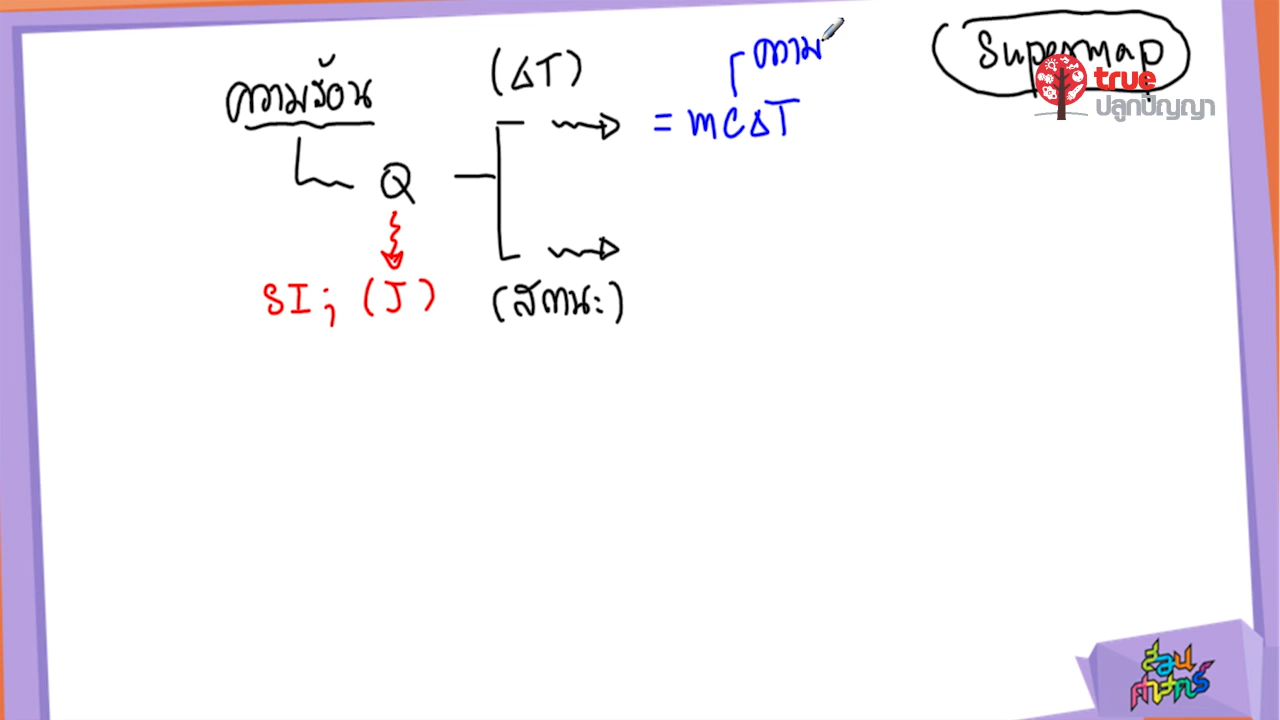 Supermap
true
ปลูกปัญญา
ความร้อน
(ΔT)
ความ
= mcΔT
Q
SI; (J)
(สถานะ)
สอน
ศาสตร์